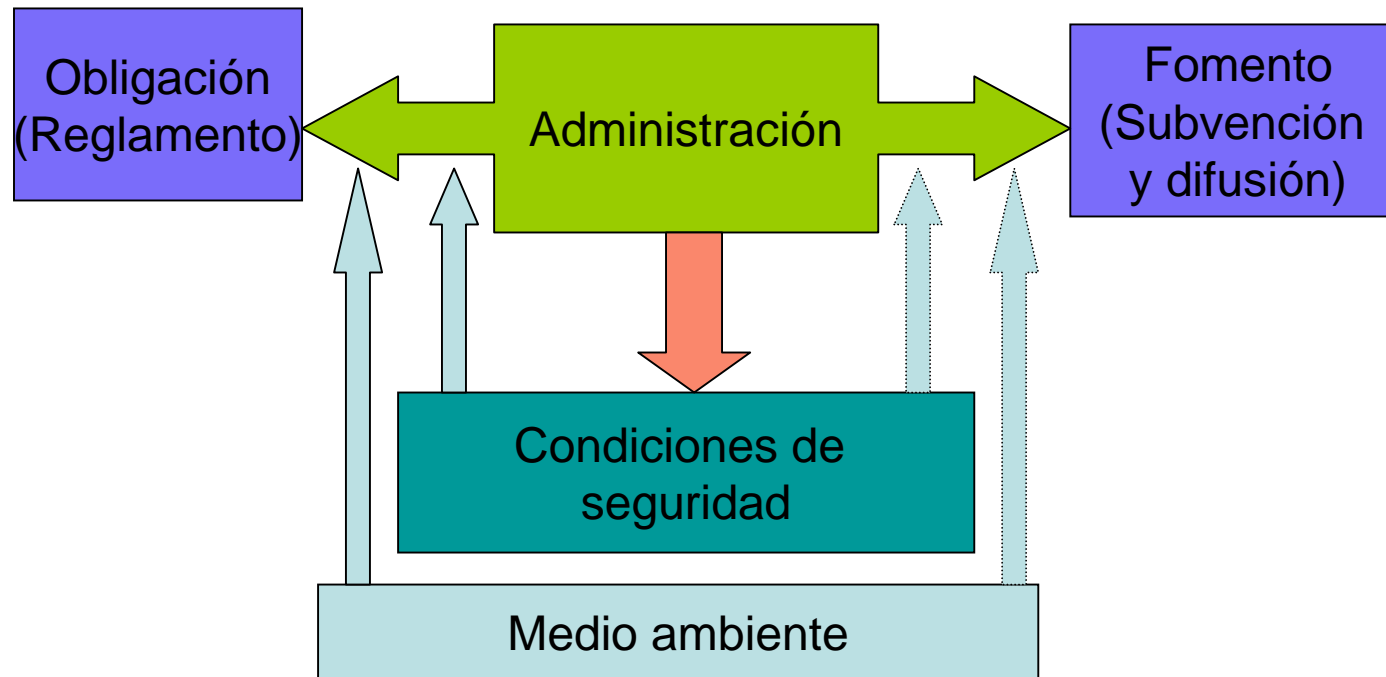 Obligación
(Reglamento)
Administración
Fomento
(Subvención
y difusión)
Condiciones de
seguridad
Medio ambiente